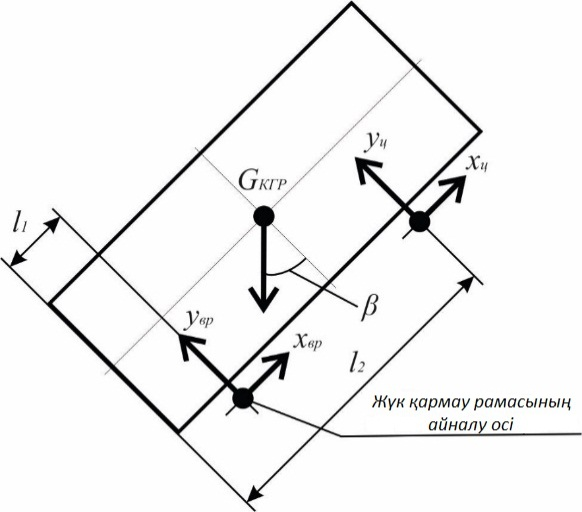 yц
xц
GКГР
l1
β
yвр
xвр
l2
Жүк қармау рамасының
айналу осі